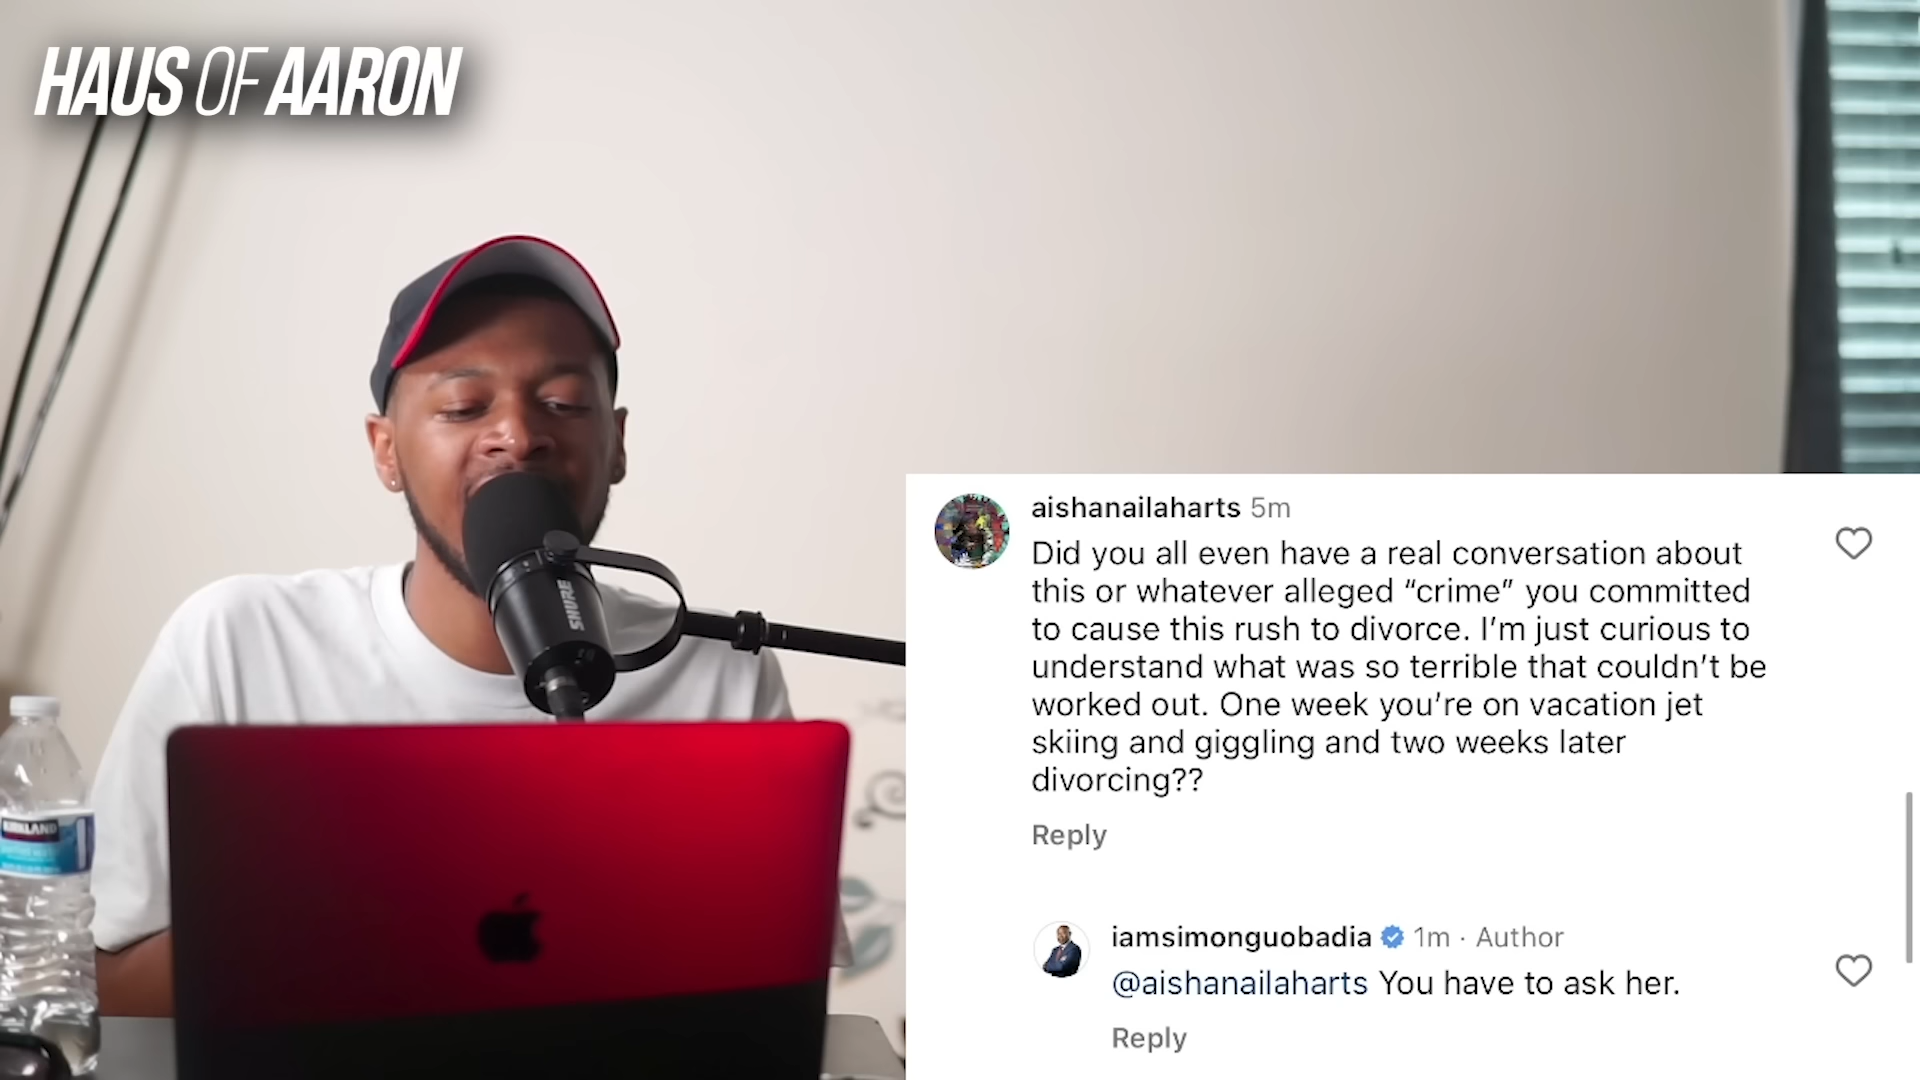 HAUS OF AARON
SHURE
KIRKLAND
aishanailaharts 5m
Did you all even have a real conversation about
this or whatever alleged “crime” you committed
to cause this rush to divorce. I’m just curious to
understand what was so terrible that couldn’t be
worked out. One week you’re on vacation jet
skiing and giggling and two weeks later
divorcing??
Reply
iamsimonguobadia 1m · Author
@aishanailaharts You have to ask her.
Reply